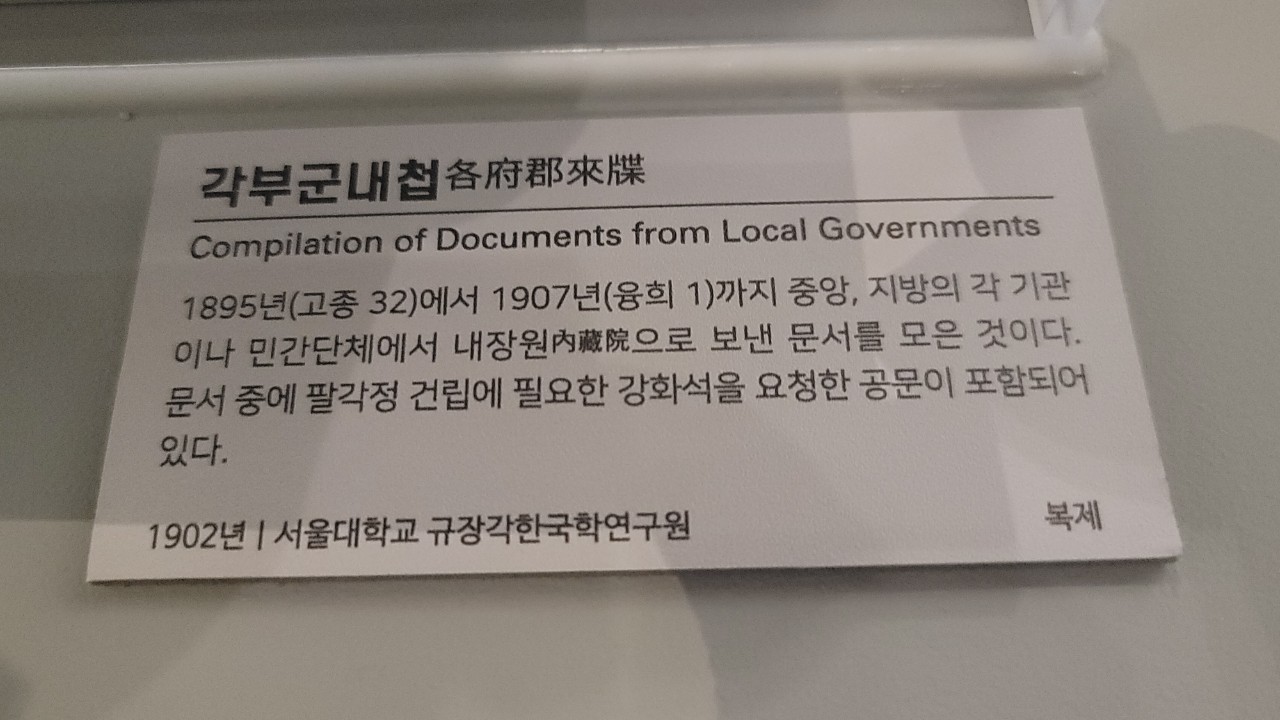 각부군내첩各府郡來牒
Compilation of Documents from Local Governments
1895년(고종 32)에서 1907년(융희 1)까지 중앙, 지방의 각 기관
이나 민간단체에서 내장원內藏院으로 보낸 문서를 모은 것이다.
문서 중에 팔각정 건립에 필요한 강화석을 요청한 공문이 포함되어
있다.
1902년 | 서울대학교 규장각한국학연구원
복제